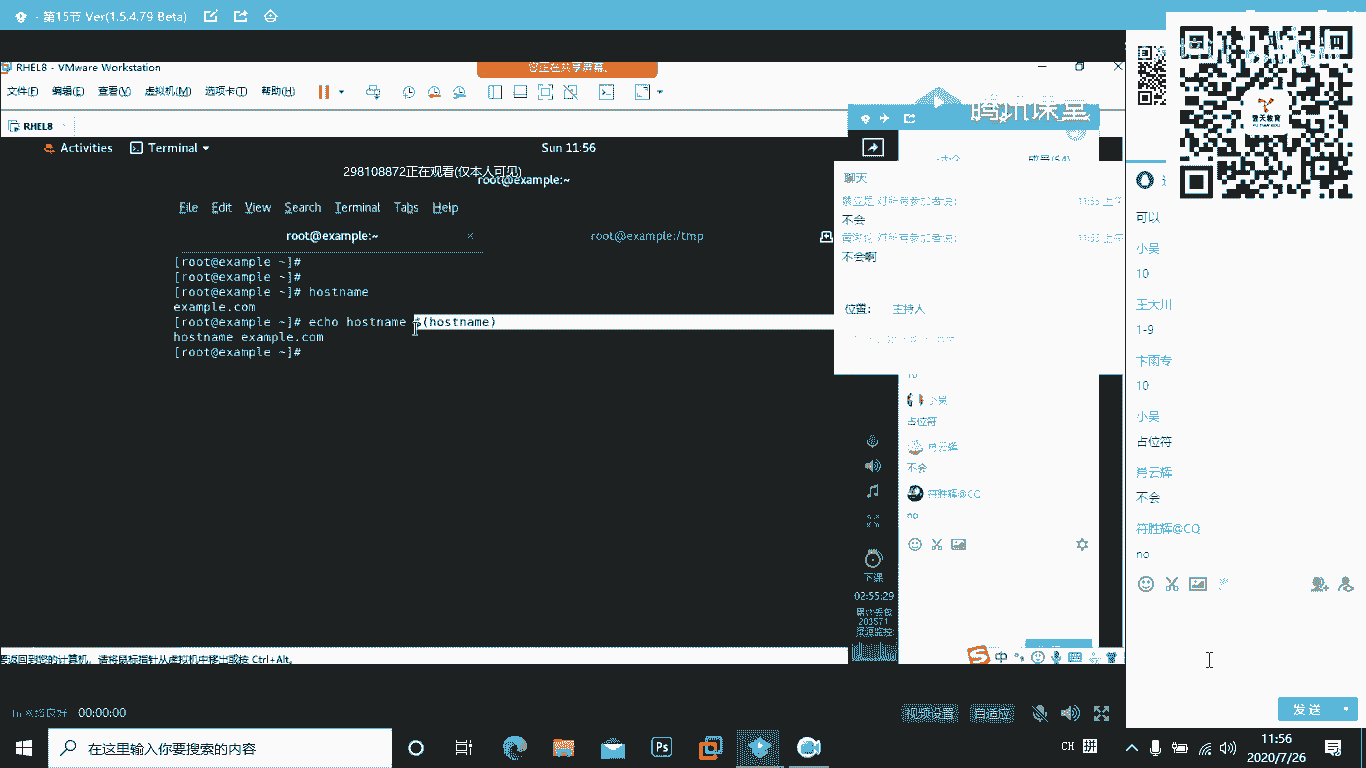 - 第15节 Ver(1.5.4.79 Beta)
RHEL8 - VMware Workstation
您正在共享屏幕。
文件(F) 编辑(E) 查看(V) 虚拟机(M) 选项卡(T) 帮助(H)
腾讯课堂
RHEL8
Activities Terminal Sun 11:56
298108872正在观看(仅本人可见)
root@example:~
File Edit View Search Terminal Tabs Help
root@example:~ × root@example:/tmp
[root@example ~]#
[root@example ~]#
[root@example ~]# hostname
example.com
[root@example ~]# echo hostname $(hostname)
hostname example.com
[root@example ~]#
聊天
不会
不会啊
位置: 主持人
小吴
占位符
肖云辉
不会
符胜辉@CQ
no
下课
02:55:29
203571
可以
小吴
10
王大川
1-9
卞雨专
10
小吴
占位符
肖云辉
不会
符胜辉@CQ
no
要返回到您的计算机，请将鼠标指针从虚拟机中移出或按 Ctrl+Alt。
中
网络良好 00:00:00
视频设置 自适应
发送
在这里输入你要搜索的内容
Ps
CH
11:56
2020/7/26